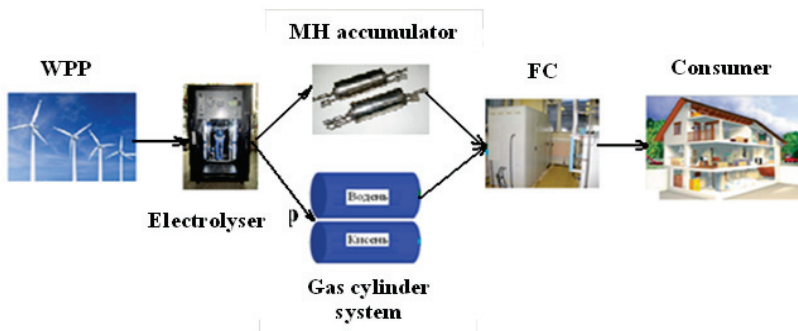 MH accumulator
WPP
FC
Consumer
Electrolyser
р
Водень
Кисень
Gas cylinder
system